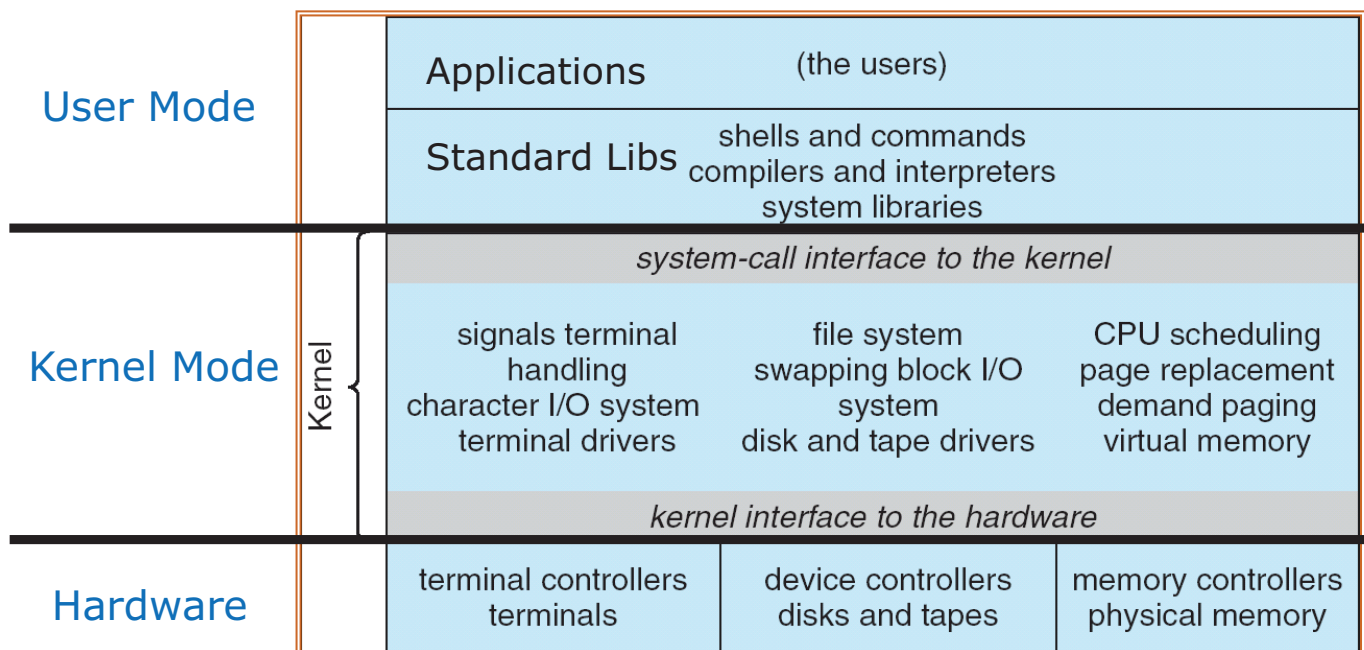 User Mode
Applications
(the users)
Standard Libs
shells and commands
compilers and interpreters
system libraries
Kernel Mode
Kernel
system-call interface to the kernel
signals terminal
handling
character I/O system
terminal drivers
file system
swapping block I/O
system
disk and tape drivers
CPU scheduling
page replacement
demand paging
virtual memory
kernel interface to the hardware
Hardware
terminal controllers
terminals
device controllers
disks and tapes
memory controllers
physical memory